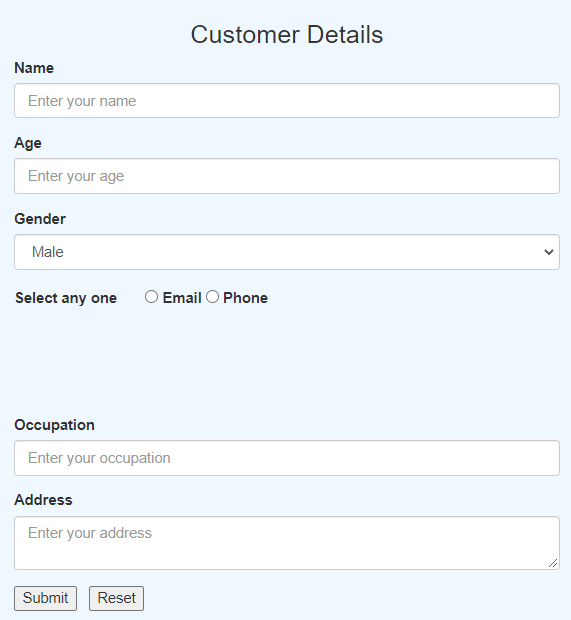 Customer Details
Name
Enter your name
Age
Enter your age
Gender
Male
Select any one Email Phone
Occupation
Enter your occupation
Address
Enter your address
Submit Reset